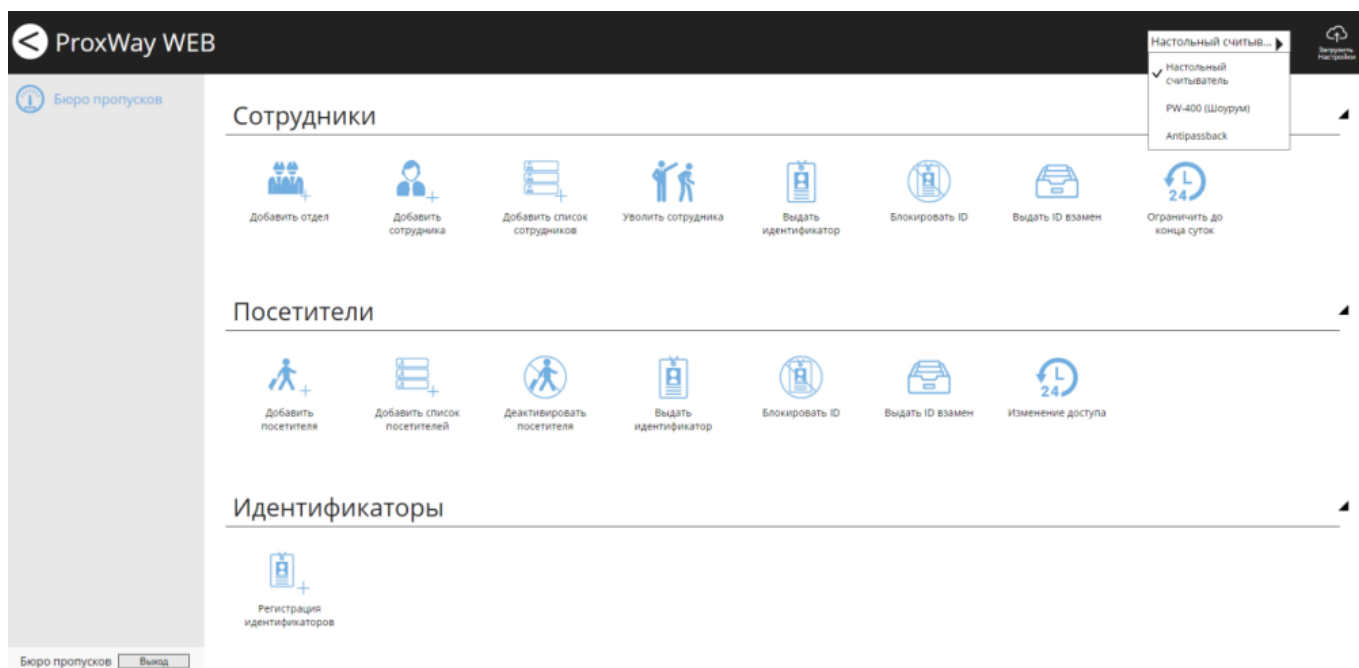 ProxWay WEB
Настольный считыв...
Загрузить
Настройки
Настольный
считыватель
PW-400 (Шоурум)
Antipassback
Бюро пропусков
Сотрудники
Добавить отдел
Добавить
сотрудника
Добавить список
сотрудников
Уволить сотрудника
Выдать
идентификатор
Блокировать ID
Выдать ID взамен
24
Ограничить до
конца суток
Посетители
Добавить
посетителя
Добавить список
посетителей
Деактивировать
посетителя
Выдать
идентификатор
Блокировать ID
Выдать ID взамен
24
Изменение доступа
Идентификаторы
Регистрация
идентификаторов
Бюро пропусков Выход